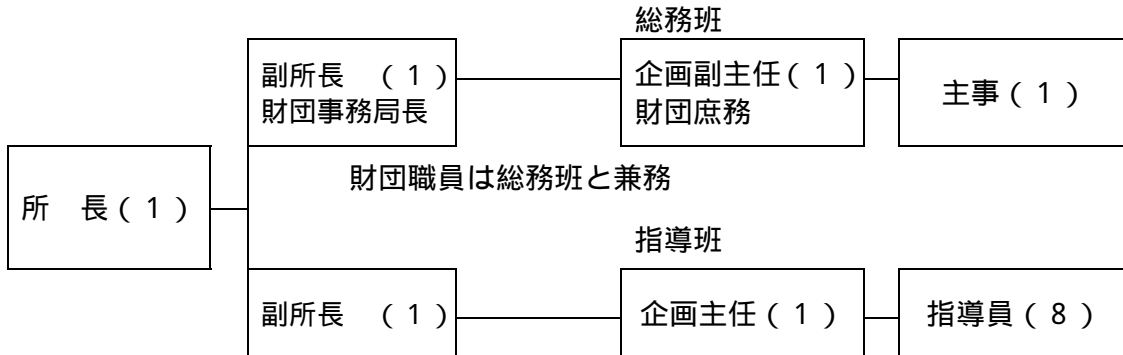 総務班
副所長　(1)
財団事務局長
企画副主任(1)
財団庶務
主事(1)
財団職員は総務班と兼務
所　長(1)
指導班
副所長　(1)
企画主任(1)
指導員(8)